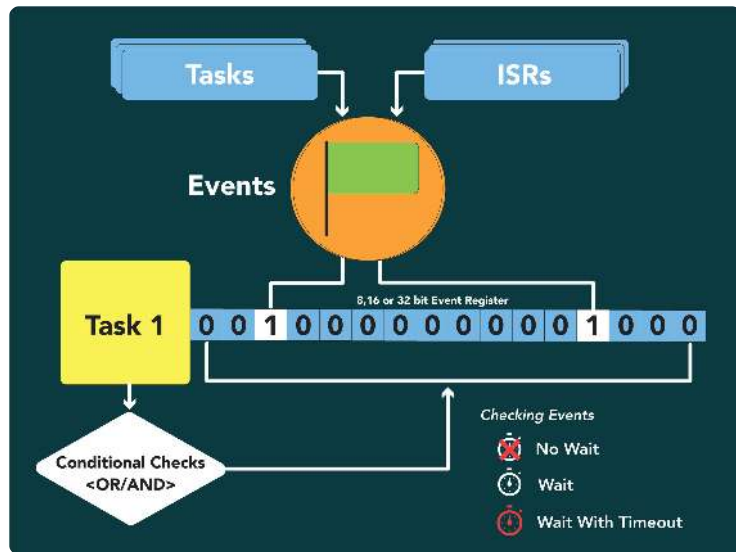 Tasks
ISRs
Events
8,16 or 32 bit Event Register
Task 1
0 0 1 0 0 0 0 0 0 0 0 0 1 0 0 0
Checking Events
No Wait
Wait
Wait With Timeout
Conditional Checks
<OR/AND>